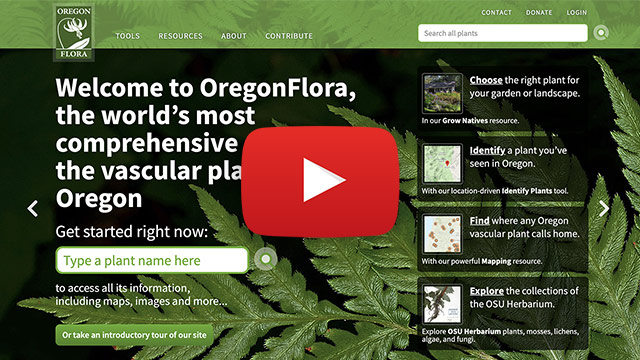 OREGON
FLORA
TOOLS
RESOURCES
ABOUT
CONTRIBUTE
CONTACT
DONATE
LOGIN
Search all plants
Welcome to OregonFlora,
the world's most
comprehensive
the vascular pla
Oregon
Get started right now:
Type a plant name here
to access all its information,
including maps, images and more...
Or take an introductory tour of our site
Choose the right plant for
your garden or landscape.
In our Grow Natives resource.
Identify a plant you've
seen in Oregon.
With our location-driven Identify Plants tool.
Find where any Oregon
vascular plant calls home.
With our powerful Mapping resource.
Explore the collections of
the OSU Herbarium.
Explore OSU Herbarium plants, mosses, lichens,
algae, and fungi.